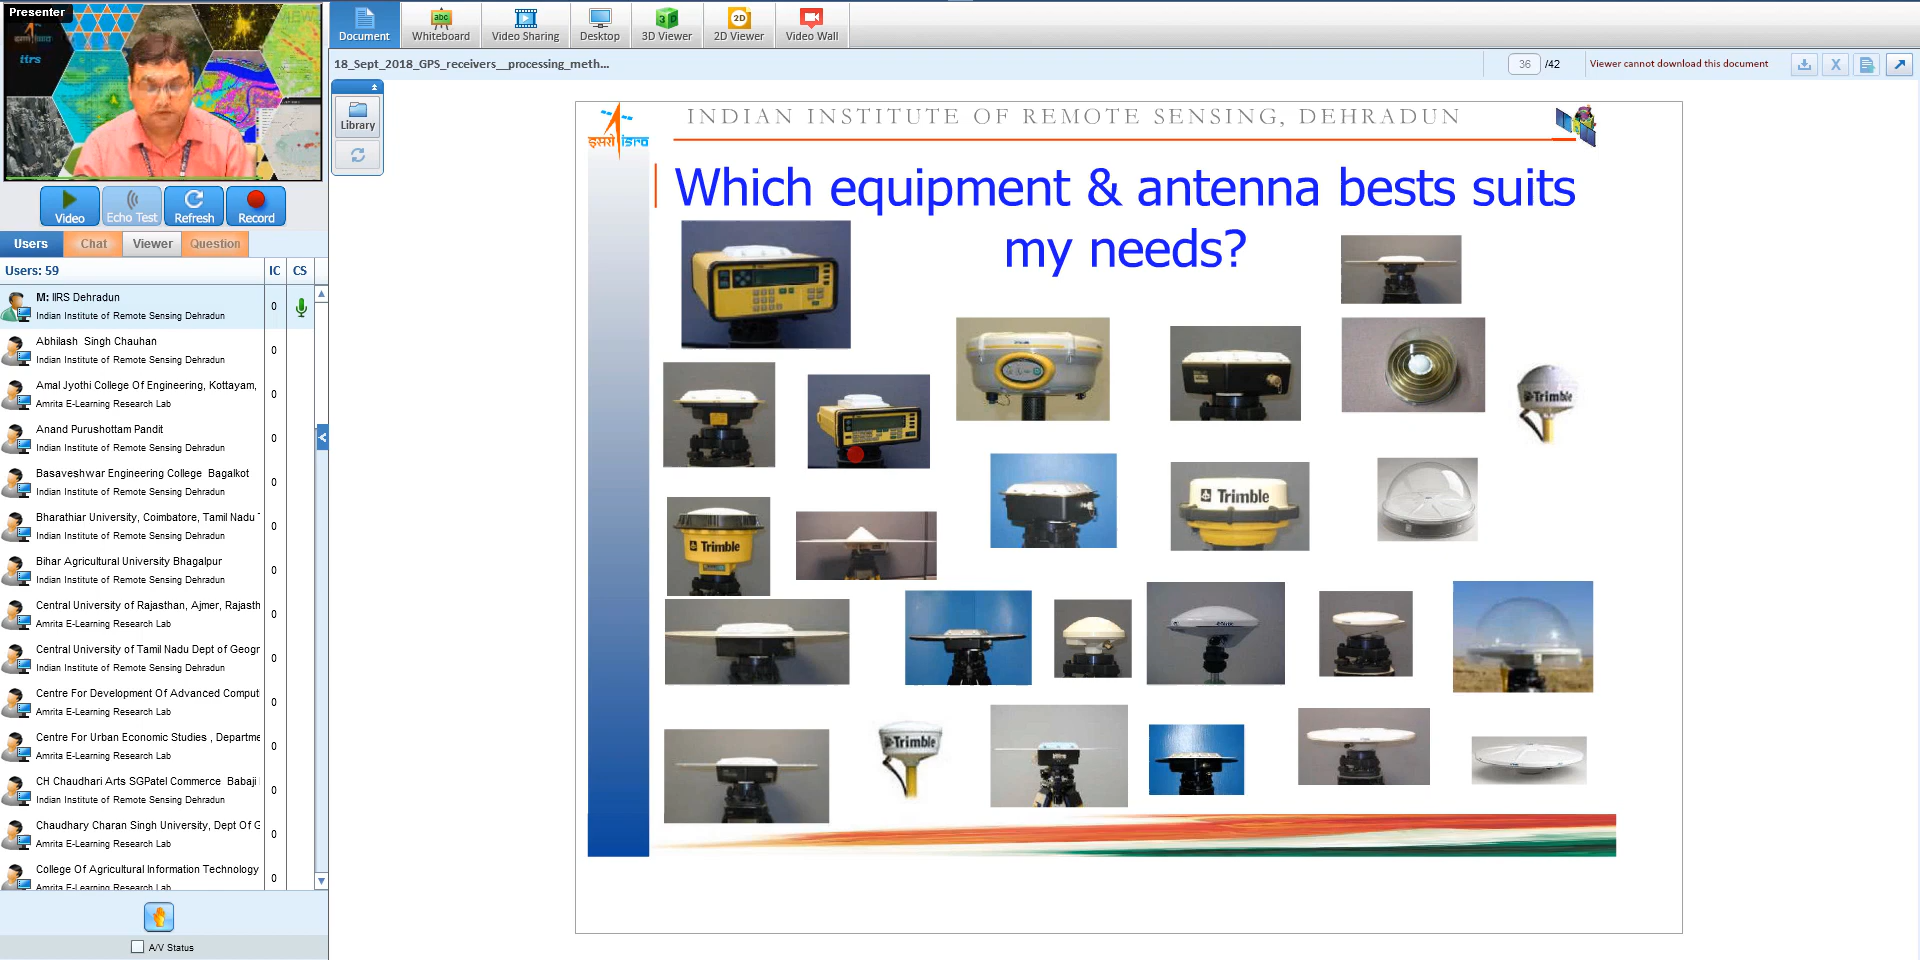 Presenter
iirs
Video
Echo Test
Refresh
Record
Users
Chat
Viewer
Question
Users: 59
IC
CS
M: IIRS Dehradun
Indian Institute of Remote Sensing Dehradun
0
Abhilash Singh Chauhan
Indian Institute of Remote Sensing Dehradun
0
Amal Jyothi College Of Engineering, Kottayam,
Amrita E-Learning Research Lab
0
Anand Purushottam Pandit
Indian Institute of Remote Sensing Dehradun
0
Basaveshwar Engineering College Bagalkot
Indian Institute of Remote Sensing Dehradun
0
Bharathiar University, Coimbatore, Tamil Nadu
Indian Institute of Remote Sensing Dehradun
0
Bihar Agricultural University Bhagalpur
Indian Institute of Remote Sensing Dehradun
0
Central University of Rajasthan, Ajmer, Rajasth
Amrita E-Learning Research Lab
0
Central University of Tamil Nadu Dept of Geogr
Indian Institute of Remote Sensing Dehradun
0
Centre For Development Of Advanced Comput
Amrita E-Learning Research Lab
0
Centre For Urban Economic Studies , Departme
Amrita E-Learning Research Lab
0
CH Chaudhari Arts SGPatel Commerce Babaji
Indian Institute of Remote Sensing Dehradun
0
Chaudhary Charan Singh University, Dept Of G
Amrita E-Learning Research Lab
0
College Of Agricultural Information Technology
Amrita E-Learning Research Lab
0
A/V Status
Document
Whiteboard
Video Sharing
Desktop
3D Viewer
2D Viewer
Video Wall
18_Sept_2018_GPS_receivers__processing_meth...
36 /42
Viewer cannot download this document
Library
इसरो isro
INDIAN INSTITUTE OF REMOTE SENSING, DEHRADUN
Which equipment & antenna bests suits
my needs?
Trimble
Trimble
Trimble
Trimble